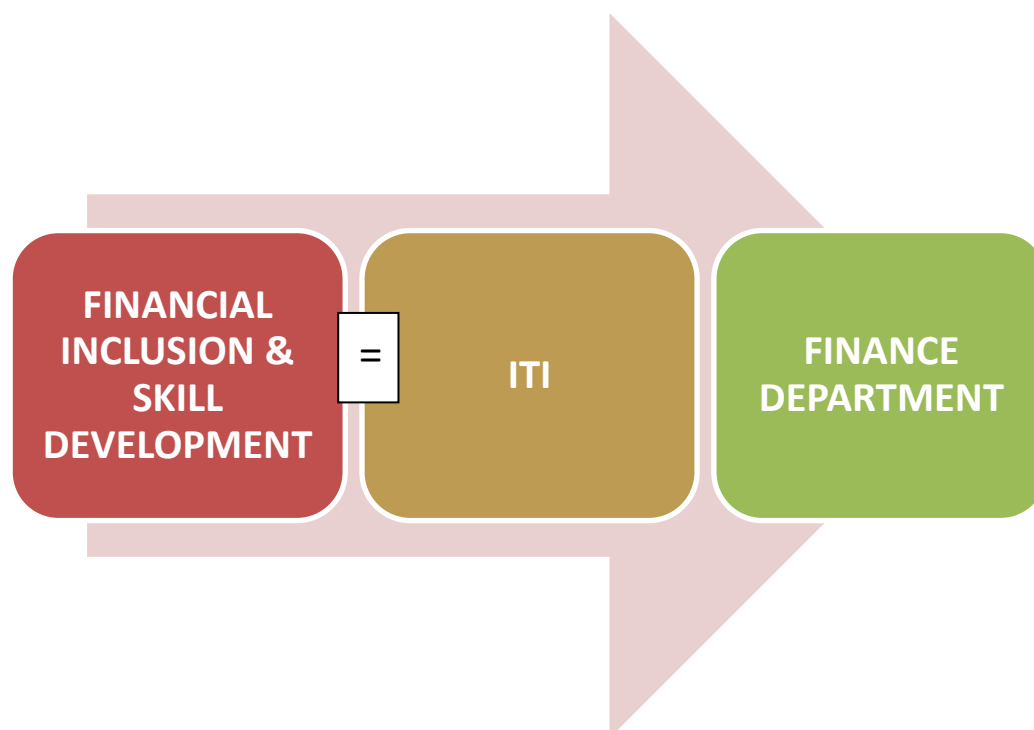 FINANCIAL
INCLUSION &
SKILL
DEVELOPMENT
=
ITI
FINANCE
DEPARTMENT